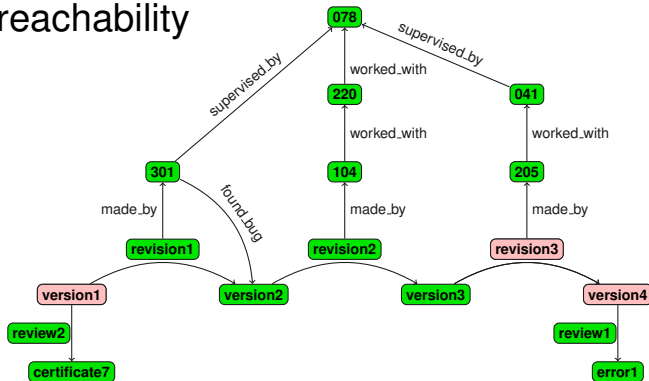 reachability
078
supervised_by
supervised_by
worked_with
220
041
worked_with
worked_with
301
104
205
made_by
found_bug
made_by
made_by
revision1
revision2
revision3
version1
version2
version3
version4
review2
review1
certificate7
error1